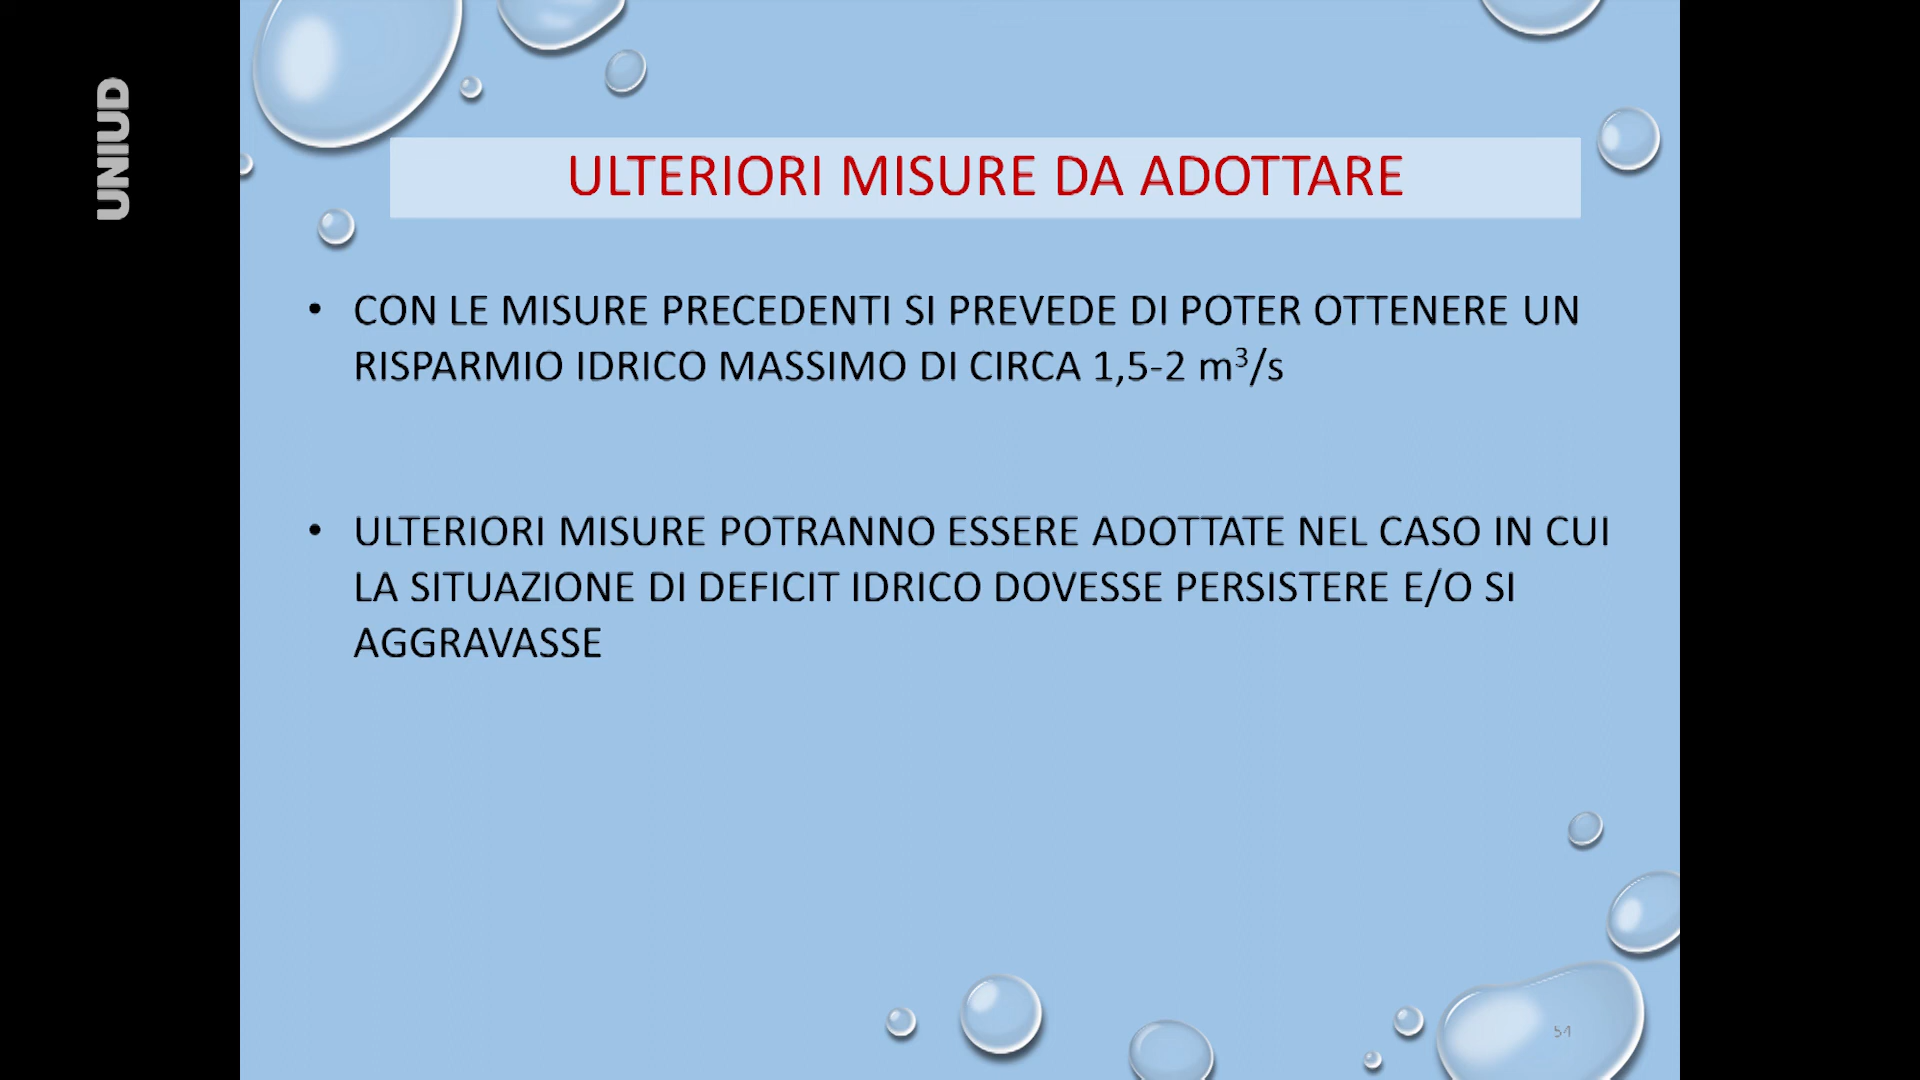 UNIUD
ULTERIORI MISURE DA ADOTTARE
• CON LE MISURE PRECEDENTI SI PREVEDE DI POTER OTTENERE UN
RISPARMIO IDRICO MASSIMO DI CIRCA 1,5-2 m³/s
• ULTERIORI MISURE POTRANNO ESSERE ADOTTATE NEL CASO IN CUI
LA SITUAZIONE DI DEFICIT IDRICO DOVESSE PERSISTERE E/O SI
AGGRAVASSE
54